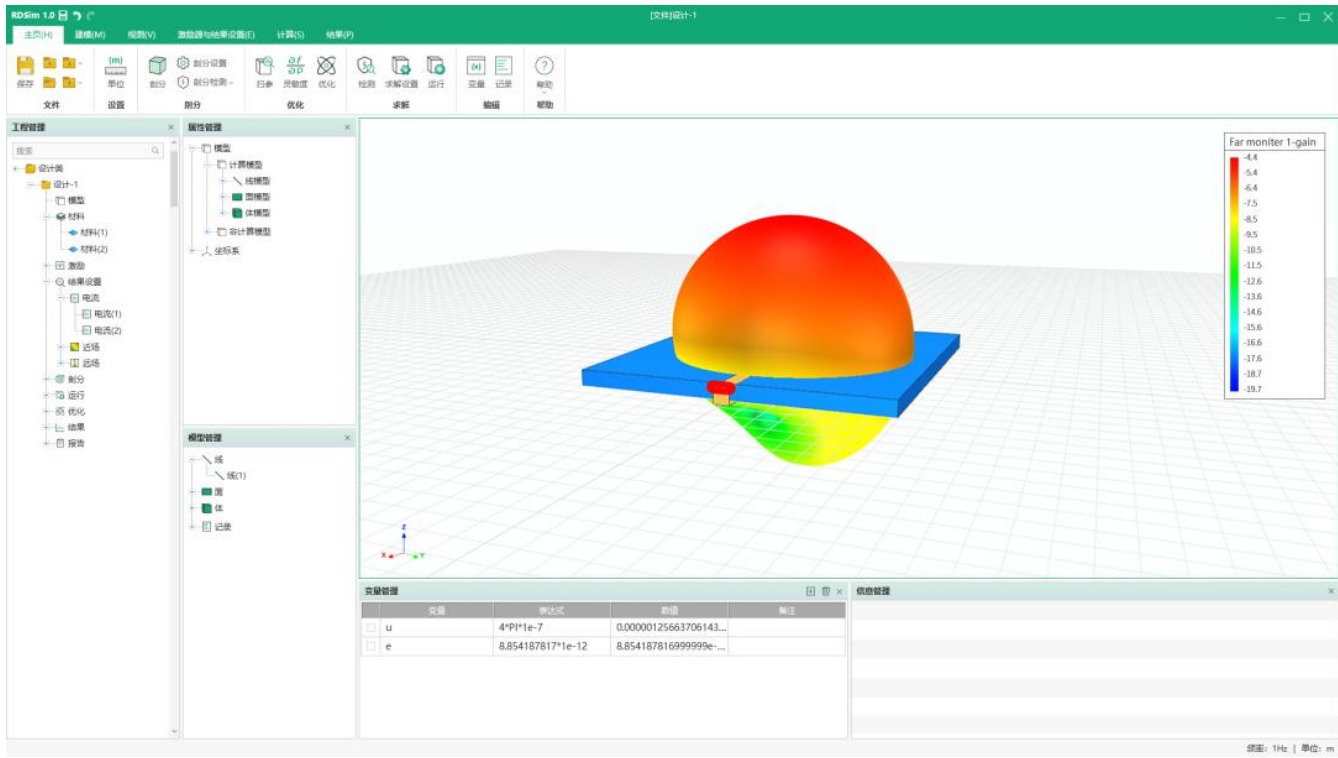 RDSim 1.0
[文件]设计-1
主页(H) 建模(M) 视图(V) 激励源与结果设置(E) 计算(S) 结果(P)
(m)
∂f
∂p
(x)
剖分设置
剖分检测
保存 单位 剖分 扫参 灵敏度 优化 检测 求解设置 运行 变量 记录 帮助
文件 设置 剖分 优化 求解 编辑 帮助
工程管理
搜索
设计类
设计-1
模型
材料
材料(1)
材料(2)
激励
结果设置
电流
电流(1)
电流(2)
近场
远场
剖分
运行
优化
结果
报告
属性管理
模型
计算模型
线模型
面模型
体模型
非计算模型
坐标系
模型管理
线
线(1)
面
体
记录
Far moniter 1-gain
-4.4
-5.4
-6.4
-7.5
-8.5
-9.5
-10.5
-11.5
-12.6
-13.6
-14.6
-15.6
-16.6
-17.6
-18.7
-19.7
Z
X
Y
变量管理
变量 表达式 数值 备注
u 4*PI*1e-7 0.00000125663706143...
e 8.854187817*1e-12 8.854187816999999e-...
信息管理
频率: 1Hz | 单位: m